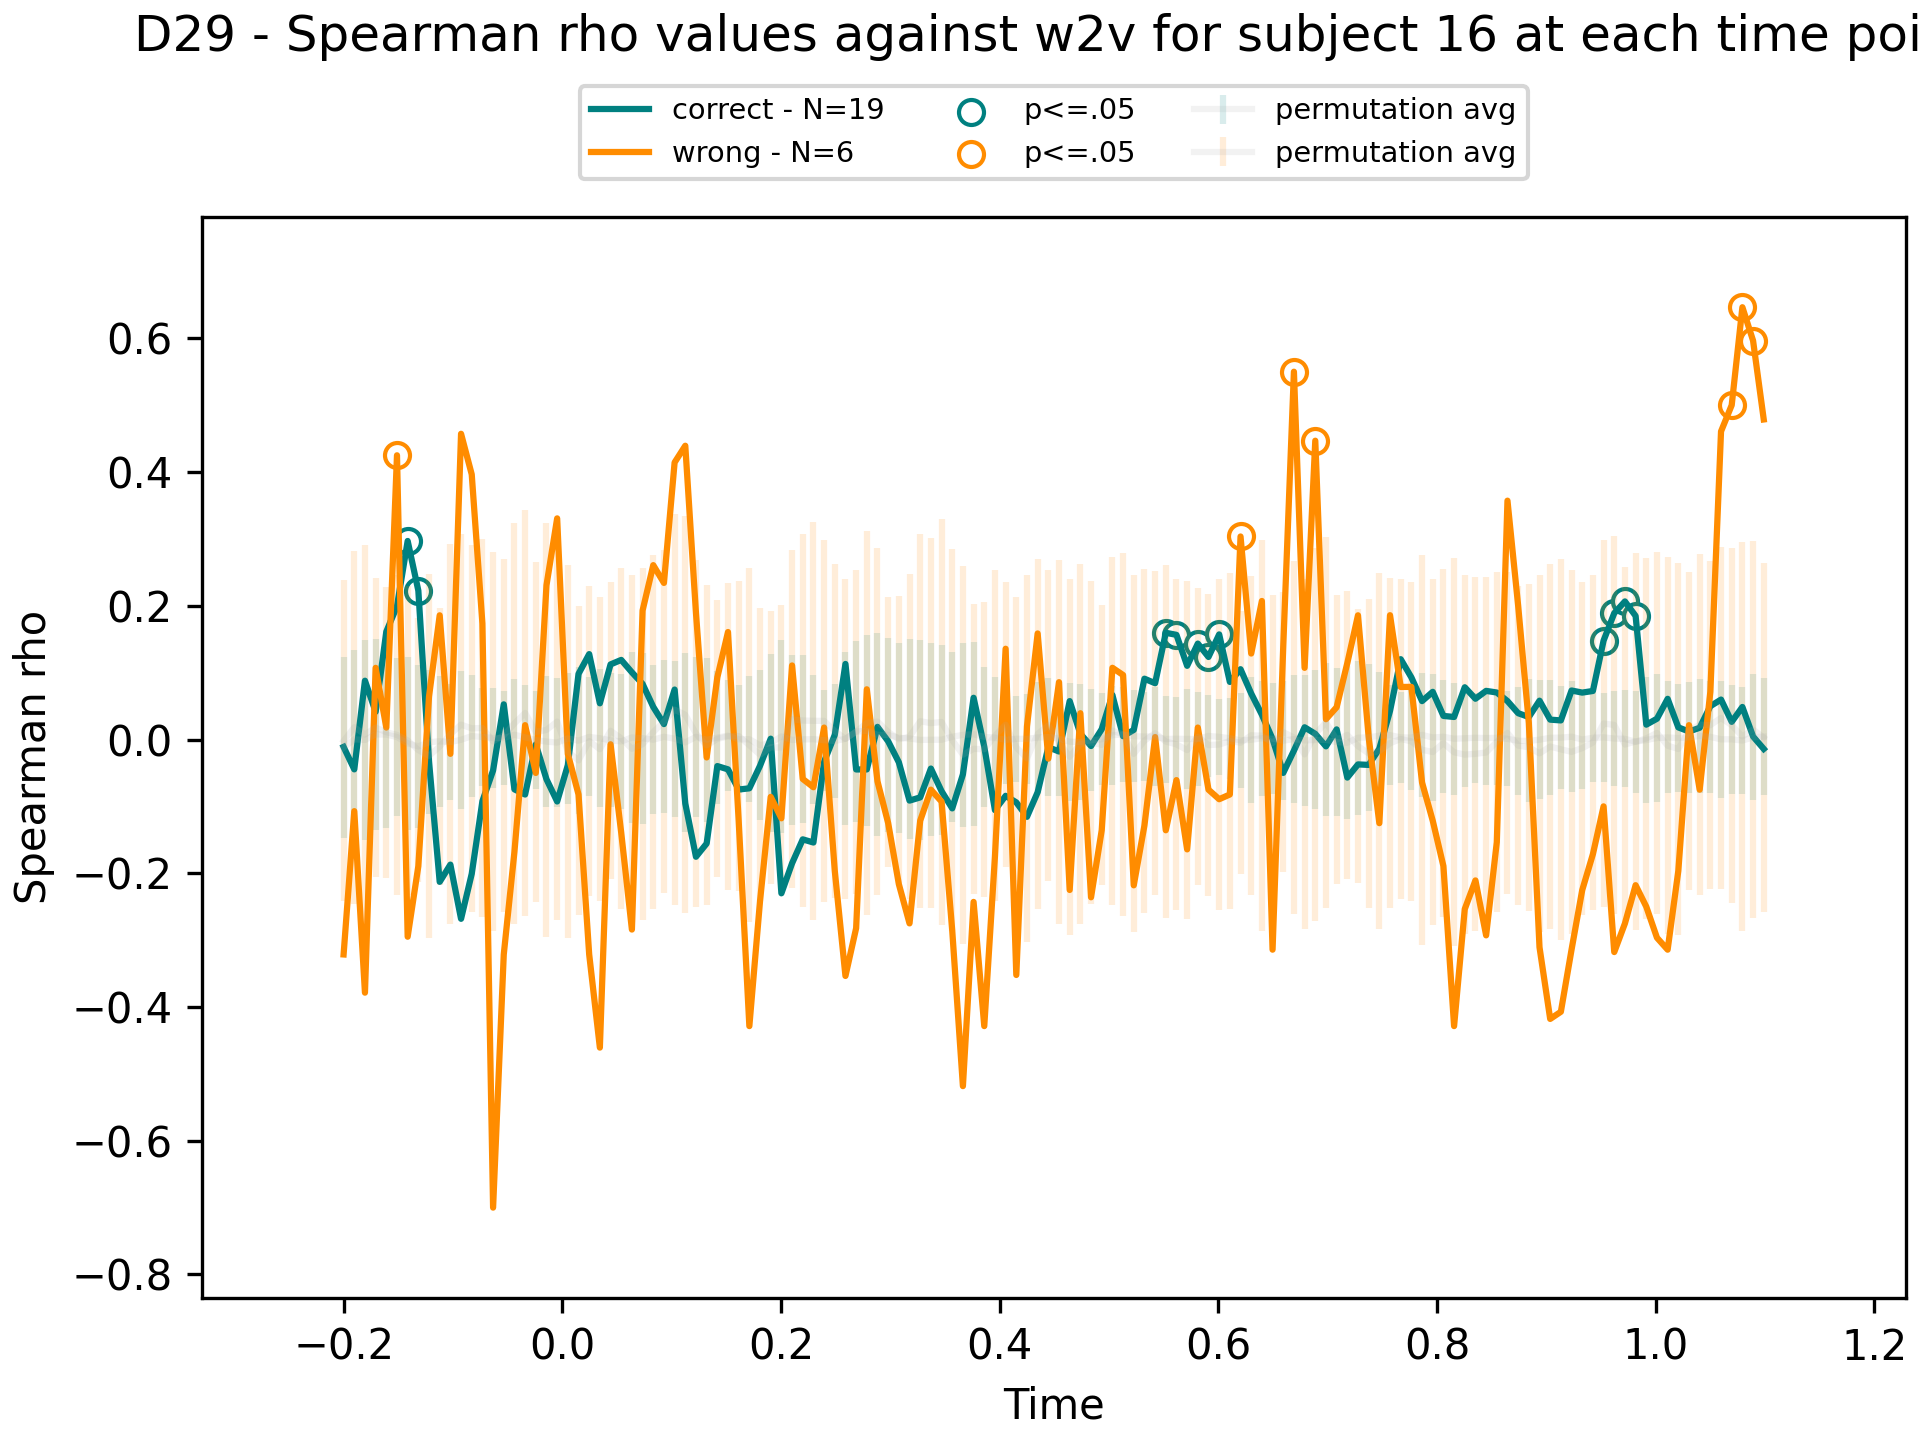 D29 - Spearman rho values against w2v for subject 16 at each time poi
correct - N=19
wrong - N=6
p<=.05
p<=.05
permutation avg
permutation avg
Spearman rho
0.6
0.4
0.2
0.0
−0.2
−0.4
−0.6
−0.8
−0.2 0.0 0.2 0.4 0.6 0.8 1.0 1.2
Time